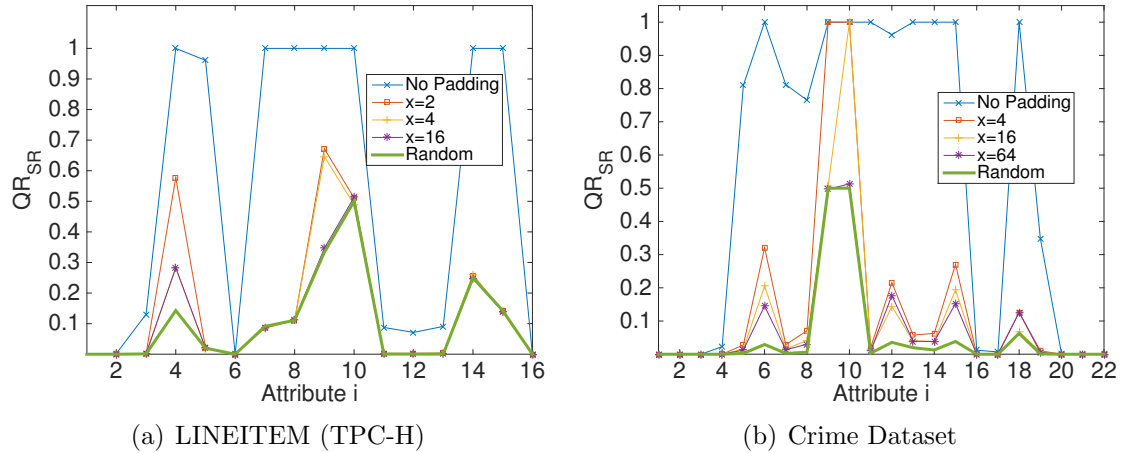 1
0.9
0.8
0.7
0.6
0.5
0.4
0.3
0.2
0.1
QR_SR
2 4 6 8 10 12 14 16
Attribute i
No Padding
x=2
x=4
x=16
Random
(a) LINEITEM (TPC-H)
1
0.9
0.8
0.7
0.6
0.5
0.4
0.3
0.2
0.1
QR_SR
2 4 6 8 10 12 14 16 18 20 22
Attribute i
No Padding
x=4
x=16
x=64
Random
(b) Crime Dataset